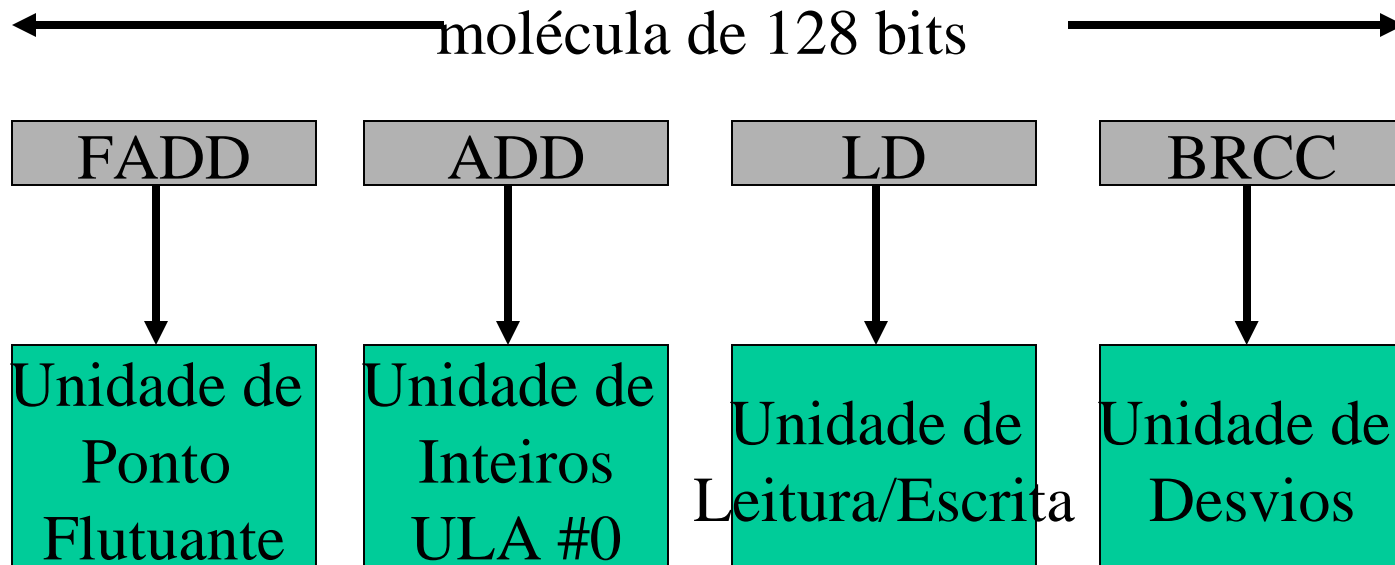 molécula de 128 bits
FADD
ADD
LD
BRCC
Unidade de
Ponto
Flutuante
Unidade de
Inteiros
ULA #0
Unidade de
Leitura/Escrita
Unidade de
Desvios